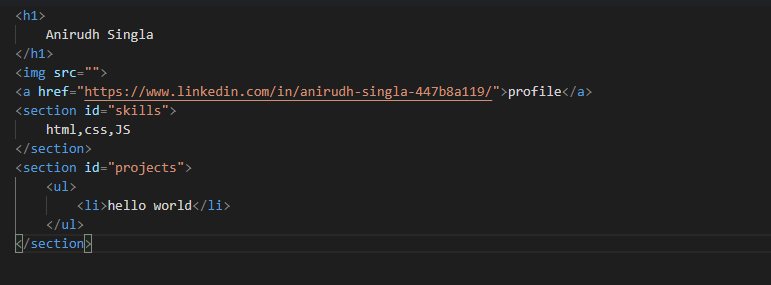 <h1>
Anirudh Singla
</h1>
<img src="">
<a href="https://www.linkedin.com/in/anirudh-singla-447b8a119/">profile</a>
<section id="skills">
html,css,JS
</section>
<section id="projects">
<ul>
<li>hello world</li>
</ul>
</section>